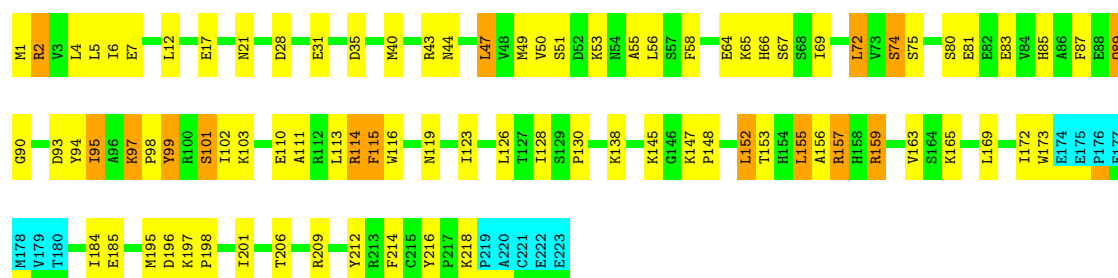 M1 R2 V3 L4 L5 I6 E7 L12 E17 N21 D28 E31 D35 M40 R43 N44 L47 V48 M49 V50 S51 D52 K53 N54 A55 L56 S57 F58 E64 K65 H66 S67 S68 I69 L72 V73 S74 S75 S80 E81 E82 E83 V84 H85 A86 F87 E88
G90 D93 Y94 I95 A96 K97 P98 Y99 R100 S101 I102 K103 E110 A111 R112 L113 R114 F115 W116 N119 I123 L126 T127 I128 S129 P130 K138 K145 G146 K147 P148 L152 T153 H154 L155 A156 R157 H158 R159 V163 S164 K165 L169 I172 W173 E174 E175 P176
M178 V179 T180 I184 E185 M195 D196 K197 P198 I201 T206 R209 Y212 R213 F214 C215 Y216 P217 K218 P219 A220 C221 E222 E223